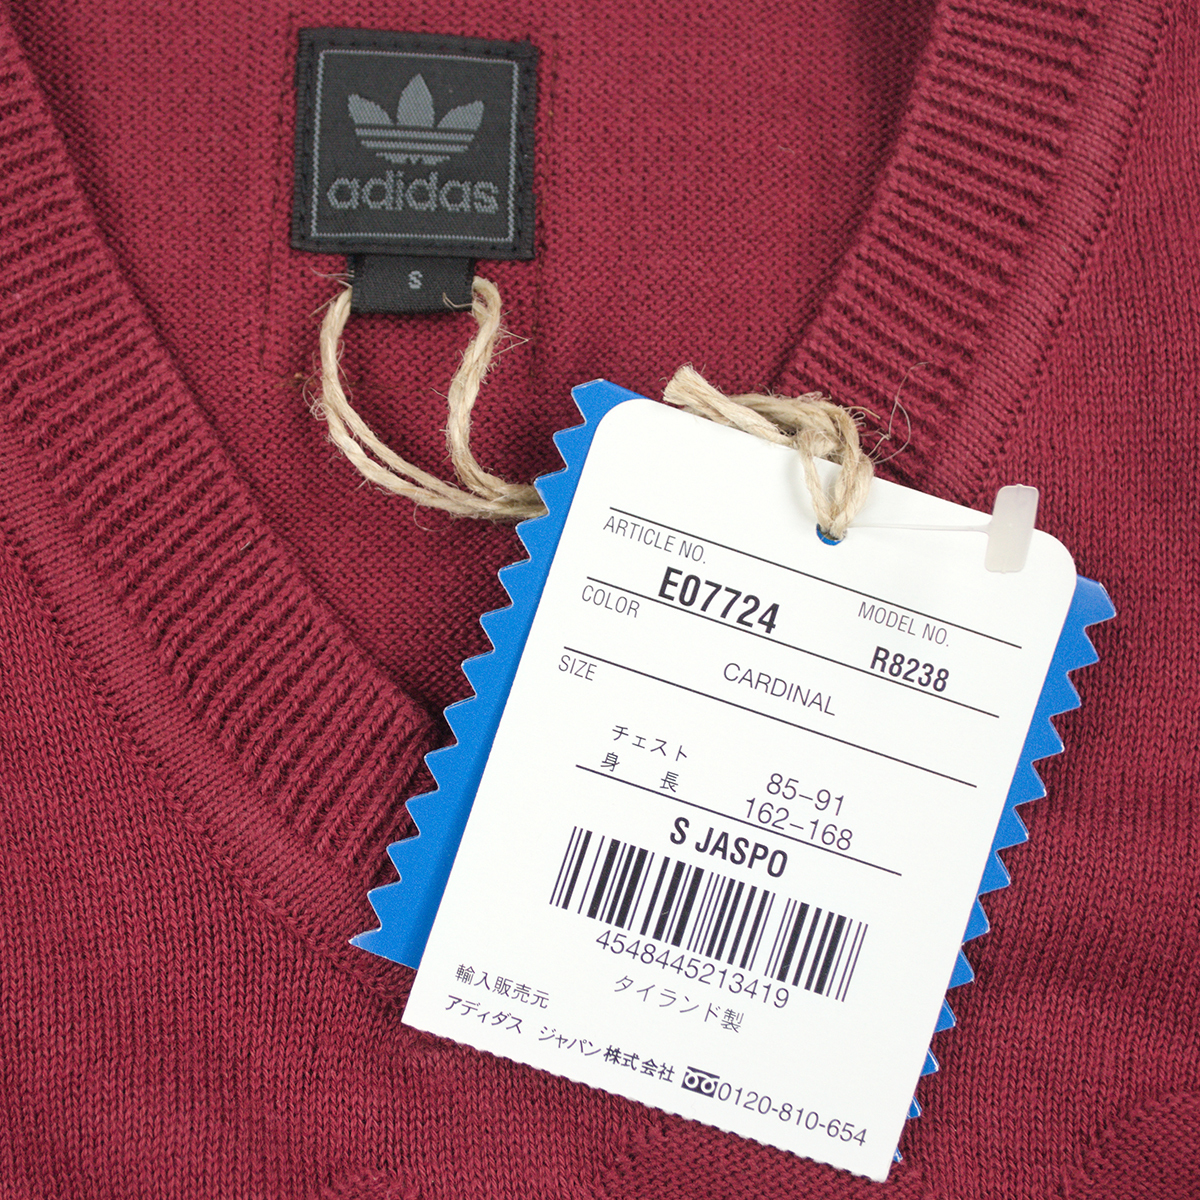 adidas
S
ARTICLE NO.
E07724
MODEL NO.
R8238
COLOR
CARDINAL
SIZE
チェスト 85-91
身 長 162-168
S JASPO
4548445213419
タイランド製
輸入販売元
アディダス ジャパン株式会社 0120-810-654